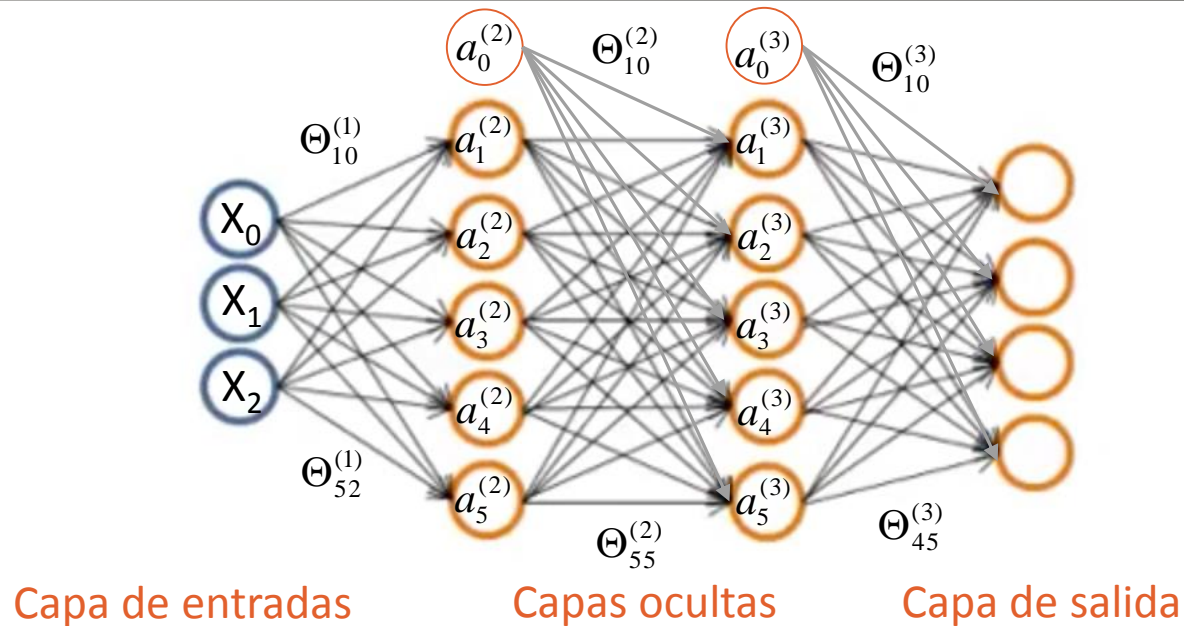 a₀⁽²⁾ Θ₁₀⁽²⁾ a₀⁽³⁾ Θ₁₀⁽³⁾
Θ₁₀⁽¹⁾ a₁⁽²⁾ a₁⁽³⁾
X₀ a₂⁽²⁾ a₂⁽³⁾
X₁ a₃⁽²⁾ a₃⁽³⁾
X₂ a₄⁽²⁾ a₄⁽³⁾
Θ₅₂⁽¹⁾ a₅⁽²⁾ a₅⁽³⁾
Θ₅₅⁽²⁾ Θ₄₅⁽³⁾
Capa de entradas Capas ocultas Capa de salida